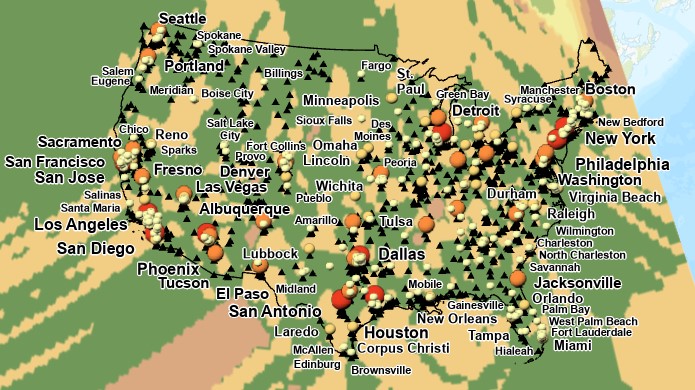 Seattle
Spokane
Spokane Valley
Portland
Salem
Eugene
Meridian
Boise City
Billings
Fargo
St.
Paul
Minneapolis
Green Bay
Detroit
Manchester
Boston
Syracuse
New Bedford
New York
Chico
Reno
Sacramento
Sparks
San Francisco
San Jose
Fresno
Salt Lake
City
Provo
Fort Collins
Denver
Sioux Falls
Des
Moines
Omaha
Lincoln
Peoria
Philadelphia
Washington
Virginia Beach
Durham
Raleigh
Salinas
Santa Maria
Las Vegas
Pueblo
Wichita
Los Angeles
Albuquerque
Amarillo
Tulsa
Wilmington
Charleston
North Charleston
Savannah
San Diego
Lubbock
Dallas
Phoenix
Tucson
El Paso
Midland
Mobile
Jacksonville
Gainesville
Orlando
San Antonio
New Orleans
Palm Bay
Laredo
Houston
Tampa
West Palm Beach
Fort Lauderdale
McAllen
Corpus Christi
Hialeah
Miami
Edinburg
Brownsville